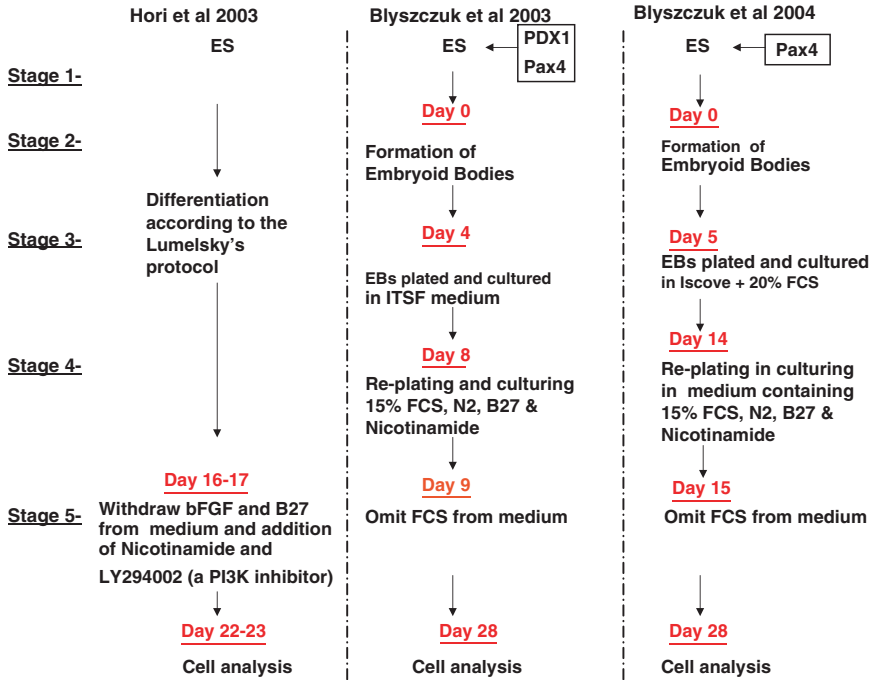 Hori et al 2003
ES
Differentiation
according to the
Lumelsky's
protocol
Day 16-17
Withdraw bFGF and B27
from medium and addition
of Nicotinamide and
LY294002 (a PI3K inhibitor)
Day 22-23
Cell analysis
Blyszczuk et al 2003
ES
PDX1
Pax4
Day 0
Formation of
Embryoid Bodies
Day 4
EBs plated and cultured
in ITSF medium
Day 8
Re-plating and culturing
15% FCS, N2, B27 &
Nicotinamide
Day 9
Omit FCS from medium
Day 28
Cell analysis
Blyszczuk et al 2004
ES
Pax4
Day 0
Formation of
Embryoid Bodies
Day 5
EBs plated and cultured
in Iscove + 20% FCS
Day 14
Re-plating in culturing
in medium containing
15% FCS, N2, B27 &
Nicotinamide
Day 15
Omit FCS from medium
Day 28
Cell analysis
Stage 1-
Stage 2-
Stage 3-
Stage 4-
Stage 5-